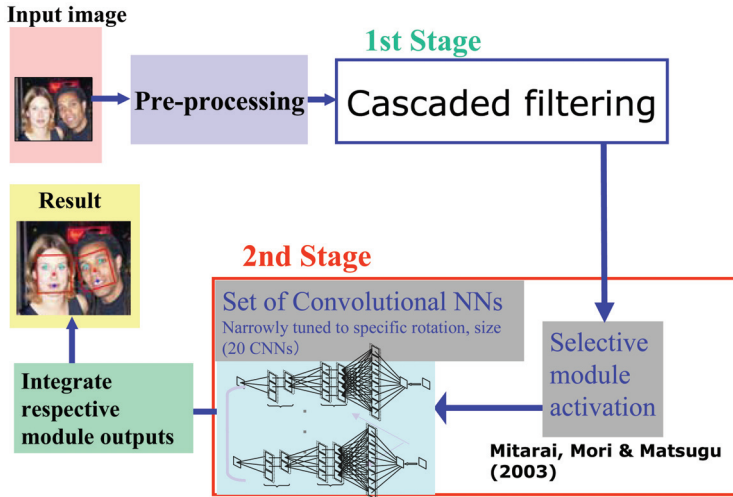 Input image
1st Stage
Pre-processing
Cascaded filtering
Result
2nd Stage
Set of Convolutional NNs
Narrowly tuned to specific rotation, size
(20 CNNs)
Selective
module
activation
Integrate
respective
module outputs
Mitarai, Mori & Matsugu
(2003)